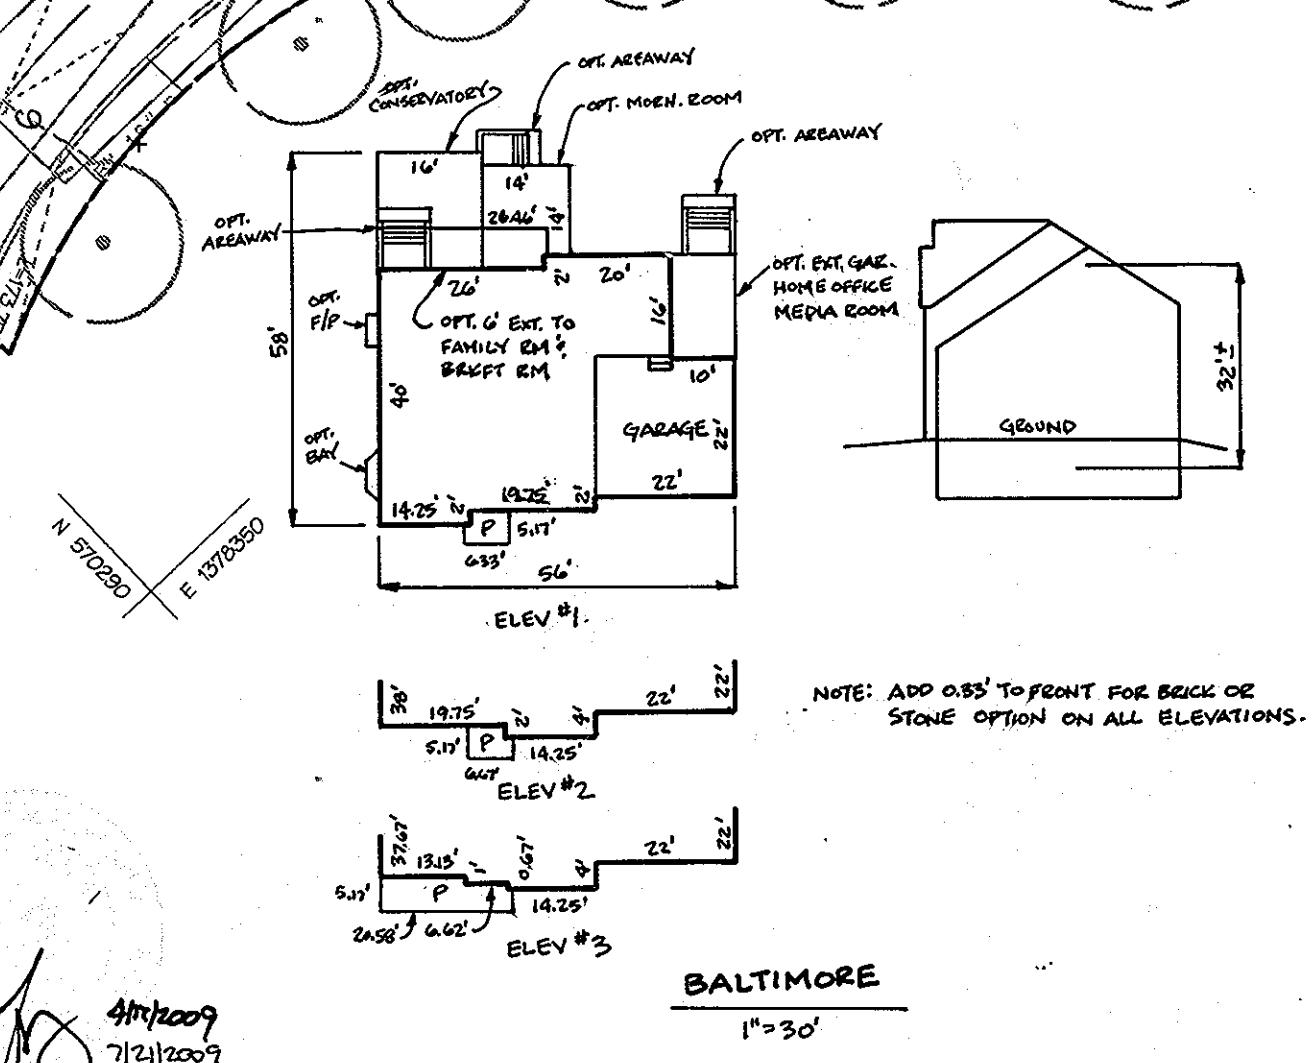 OPT. AREAWAY
OPT.
CONSERVATORY
OPT. MORN. ROOM
OPT. AREAWAY
6
16'
14'
26.46'
14'
OPT.
AREAWAY
26'
2'
20'
OPT. EXT. GAR.
HOME OFFICE
MEDIA ROOM
OPT.
F/P
58'
OPT. 6' EXT. TO
FAMILY RM &
BRKFT RM
16'
10'
32'±
40'
GARAGE
22'
GROUND
OPT.
BAY
22'
14.25'
2'
19.75'
2'
P
5.17'
6.33'
56'
ELEV #1.
N 570290
E 1378350
38'
19.75'
2'
4'
22'
22'
5.17'
P
14.25'
6.67'
ELEV #2
NOTE: ADD 0.33' TO FRONT FOR BRICK OR
STONE OPTION ON ALL ELEVATIONS.
37.67'
13.13'
1'
0.67'
4'
22'
22'
5.17'
P
14.25'
20.58'
6.62'
ELEV #3
BALTIMORE
1"=30'
7/21/2009